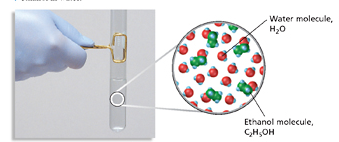 Water molecule,
H₂O
Ethanol molecule,
C₂H₅OH